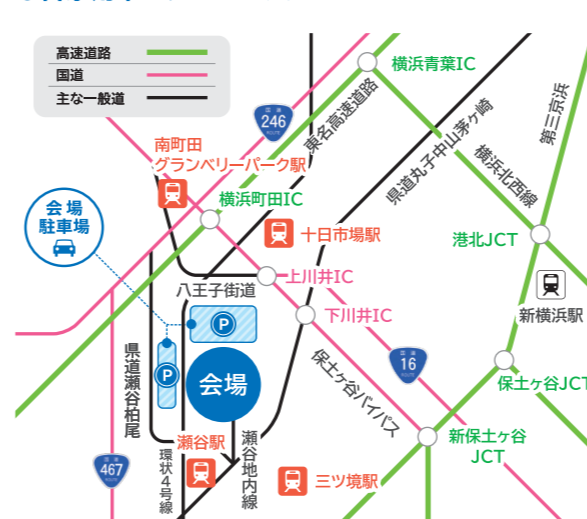 高速道路
国道
主な一般道
横浜青葉IC
国道
246
東名高速道路
県道丸子中山茅ヶ崎
第三京浜
横浜北西線
南町田
グランベリーパーク駅
横浜町田IC
会場
駐車場
十日市場駅
港北JCT
上川井IC
八王子街道
新横浜駅
下川井IC
P
P
会場
県道瀬谷柏尾
国道
16
保土ヶ谷バイパス
保土ヶ谷JCT
新保土ヶ谷
JCT
瀬谷駅
瀬谷地内線
環状4号線
国道
467
三ツ境駅